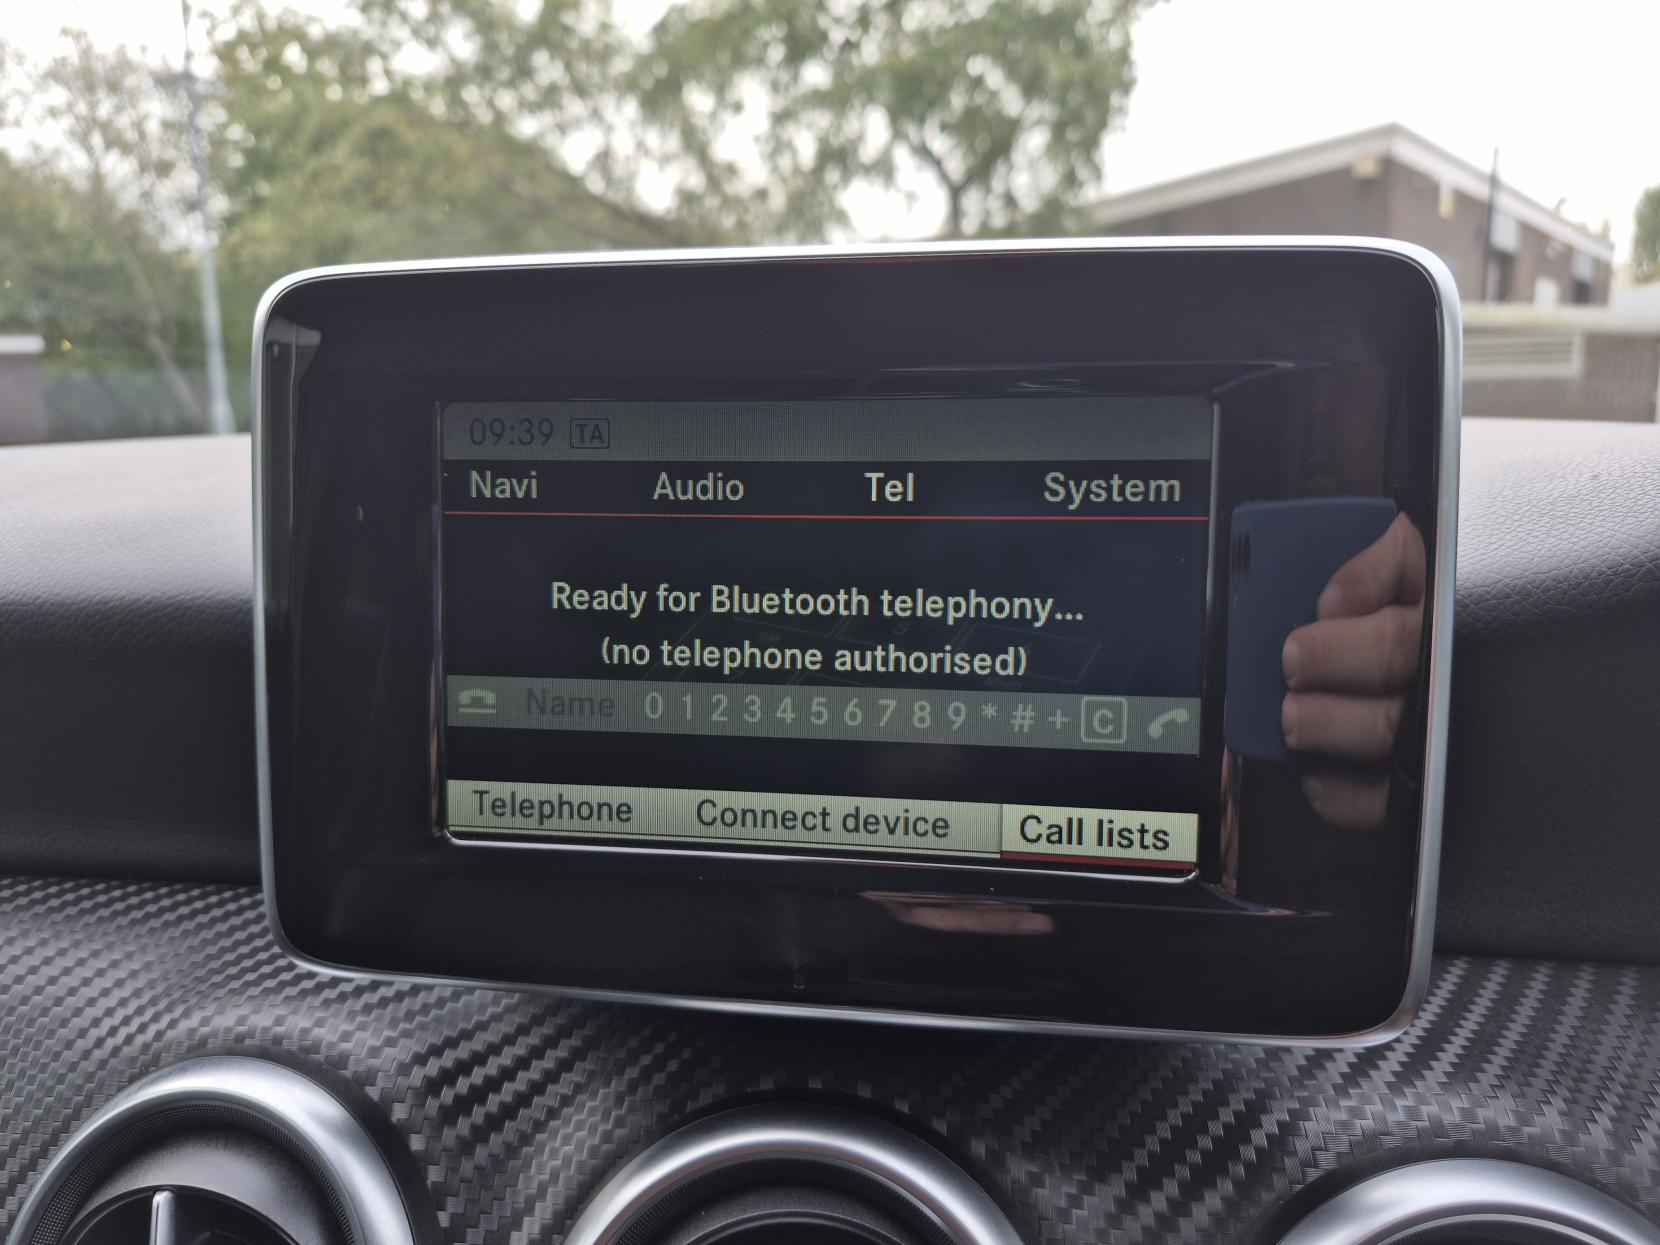 09:39 TA
Navi Audio Tel System
Ready for Bluetooth telephony...
(no telephone authorised)
Name 0 1 2 3 4 5 6 7 8 9 * # + C
Telephone Connect device Call lists